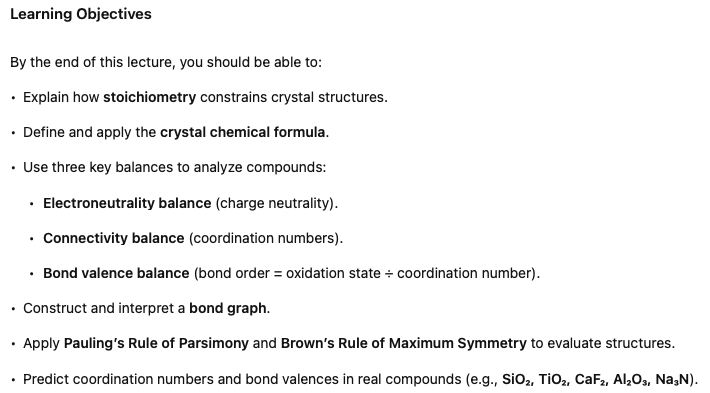 Learning Objectives
By the end of this lecture, you should be able to:
• Explain how stoichiometry constrains crystal structures.
• Define and apply the crystal chemical formula.
• Use three key balances to analyze compounds:
• Electroneutrality balance (charge neutrality).
• Connectivity balance (coordination numbers).
• Bond valence balance (bond order = oxidation state ÷ coordination number).
• Construct and interpret a bond graph.
• Apply Pauling's Rule of Parsimony and Brown's Rule of Maximum Symmetry to evaluate structures.
• Predict coordination numbers and bond valences in real compounds (e.g., SiO₂, TiO₂, CaF₂, Al₂O₃, Na₃N).